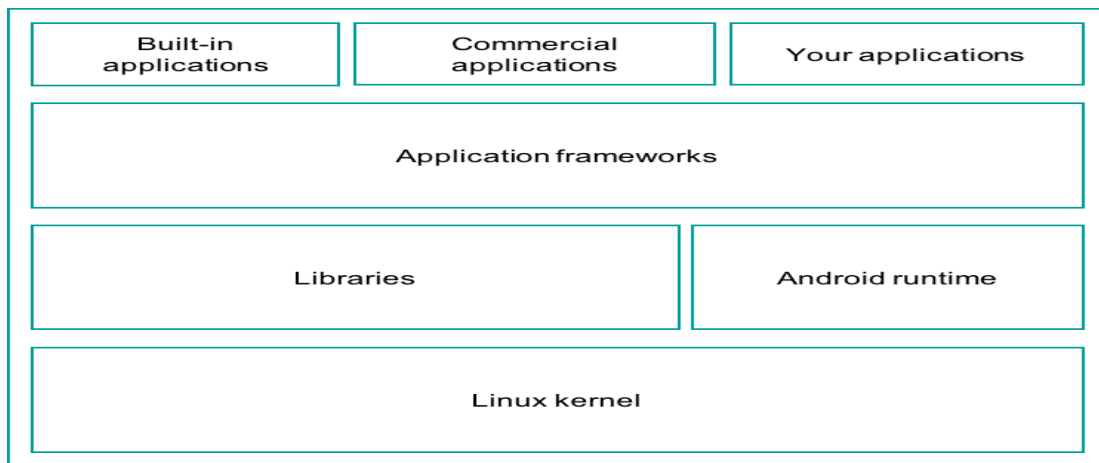 Built-in
applications
Commercial
applications
Your applications
Application frameworks
Libraries
Android runtime
Linux kernel